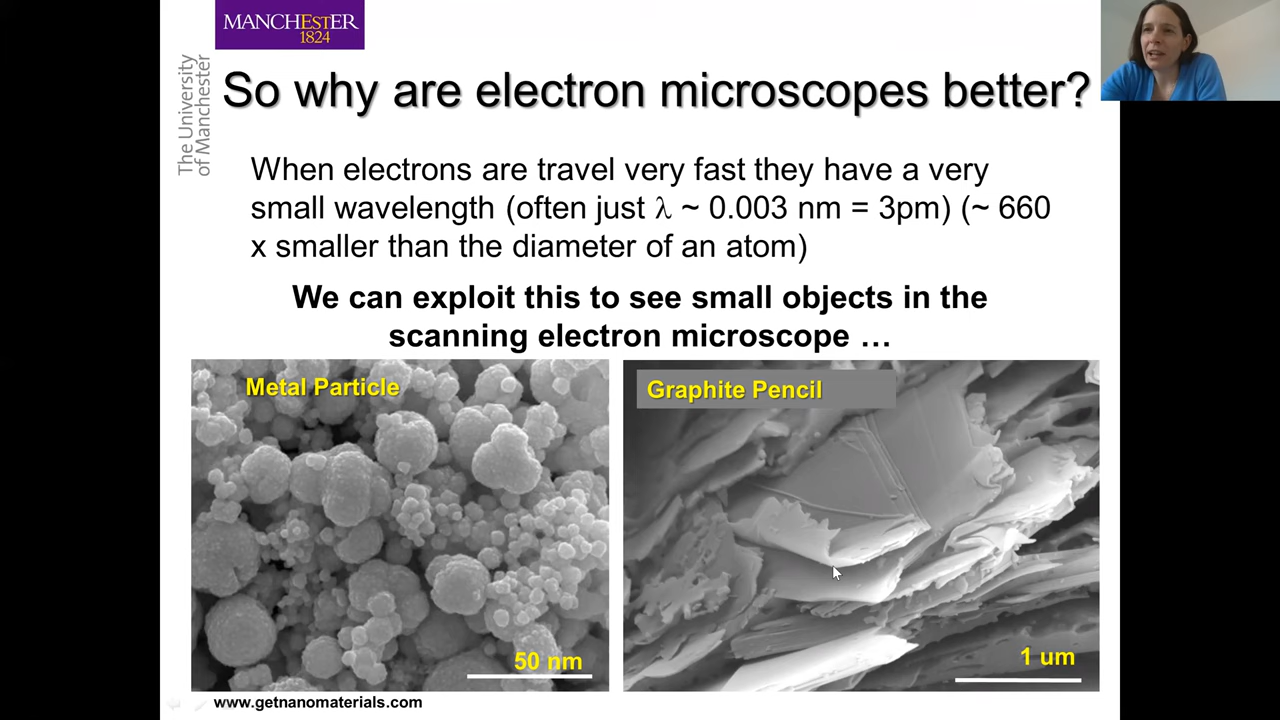 MANCHESTER
1824
The University
of Manchester
So why are electron microscopes better?
When electrons are travel very fast they have a very
small wavelength (often just λ ~ 0.003 nm = 3pm) (~ 660
x smaller than the diameter of an atom)
We can exploit this to see small objects in the
scanning electron microscope …
Metal Particle
50 nm
Graphite Pencil
1 um
www.getnanomaterials.com